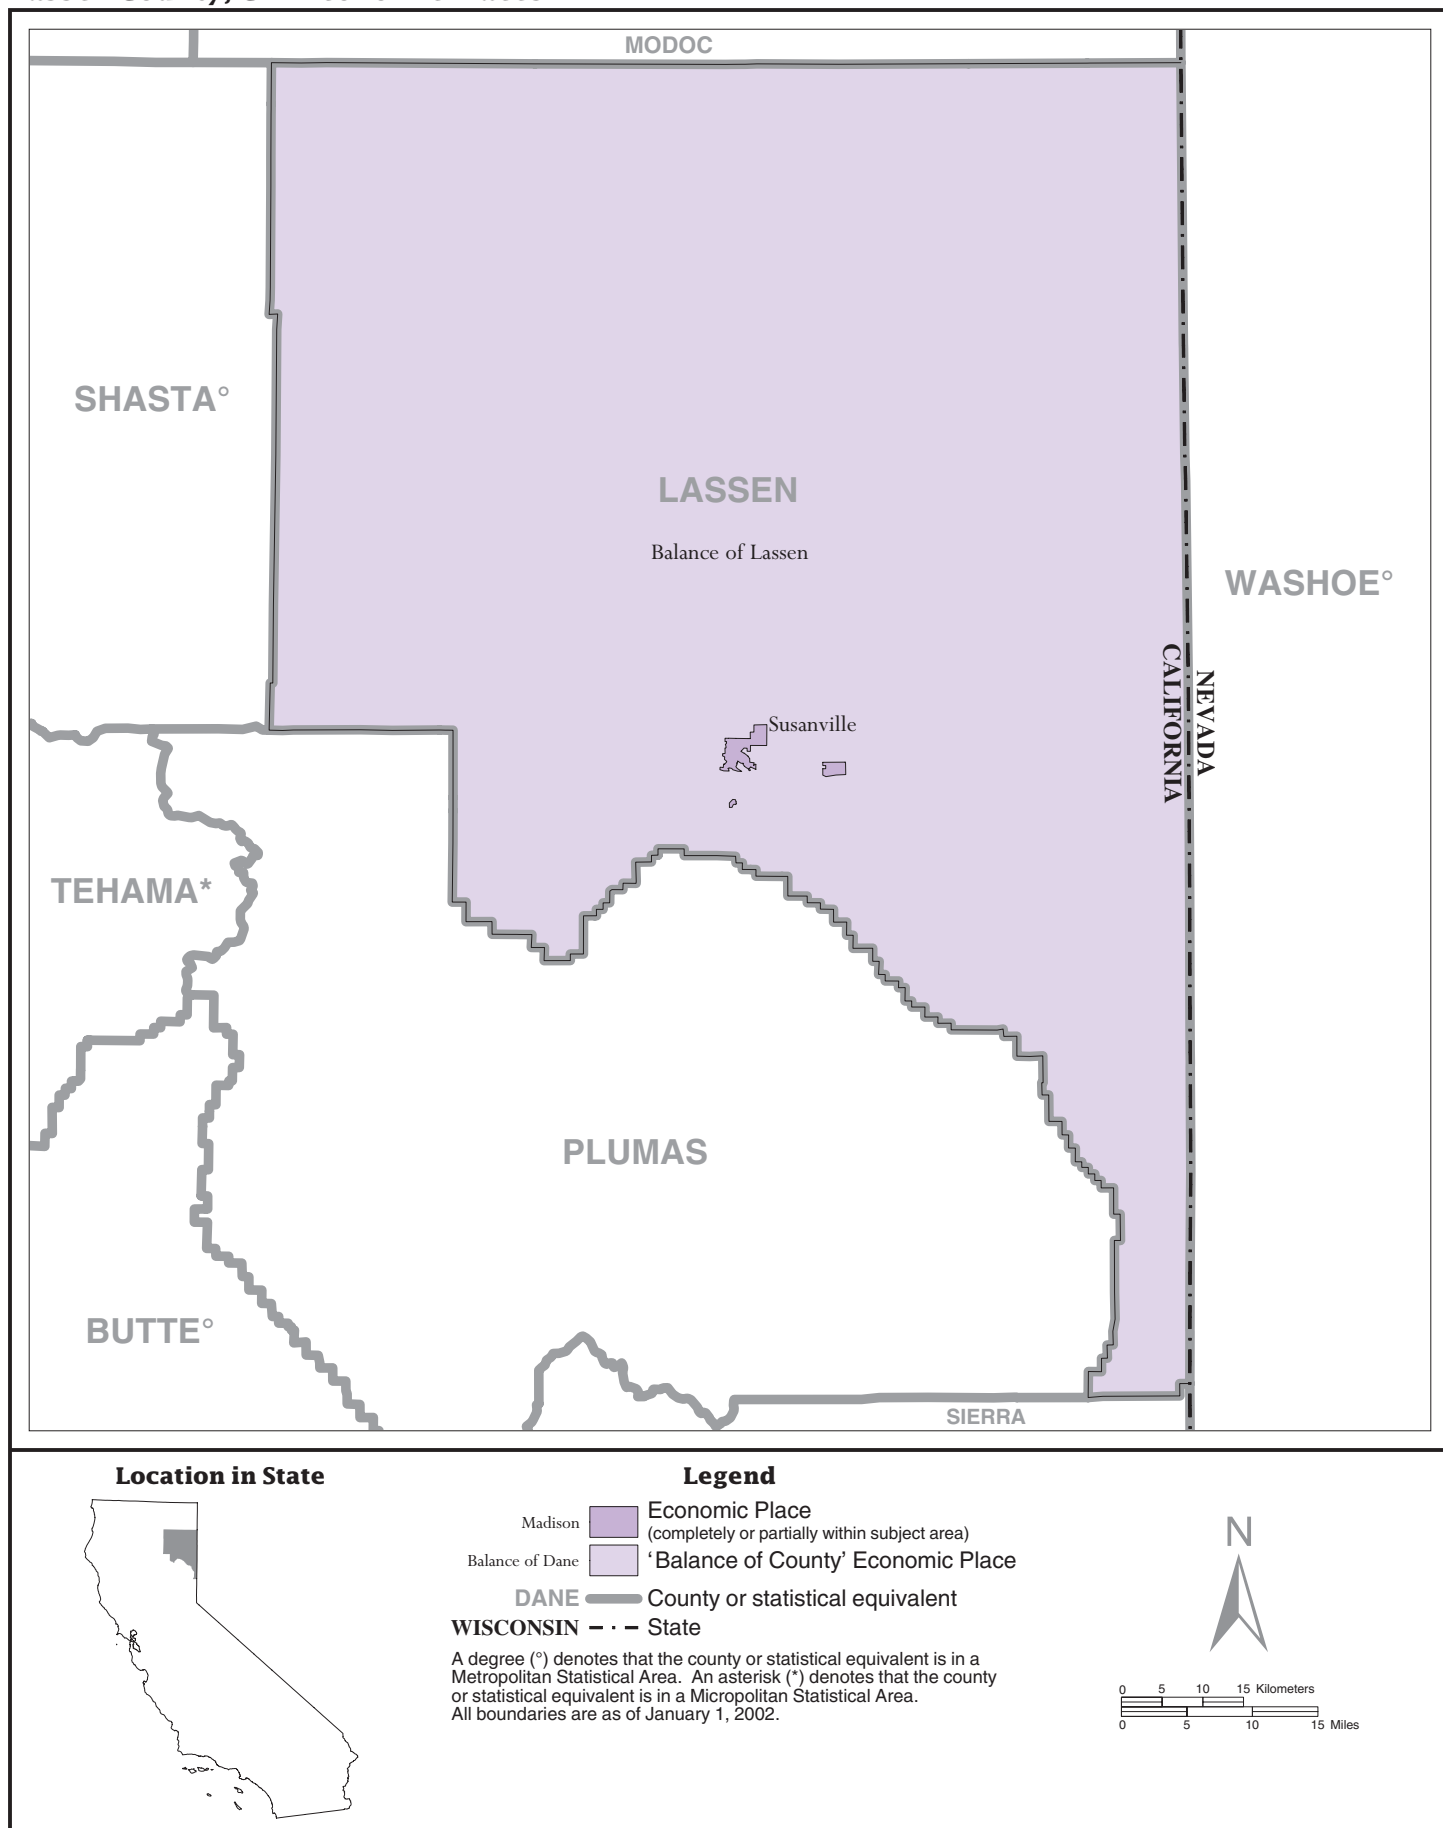 MODOC
SHASTA°
LASSEN
Balance of Lassen
WASHOE°
CALIFORNIA
NEVADA
Susanville
TEHAMA*
PLUMAS
BUTTE°
SIERRA
Location in State
Legend
Madison
Economic Place
(completely or partially within subject area)
Balance of Dane
‘Balance of County’ Economic Place
DANE
County or statistical equivalent
WISCONSIN
State
A degree (°) denotes that the county or statistical equivalent is in a
Metropolitan Statistical Area. An asterisk (*) denotes that the county
or statistical equivalent is in a Micropolitan Statistical Area.
All boundaries are as of January 1, 2002.
N
0 5 10 15 Kilometers
0 5 10 15 Miles